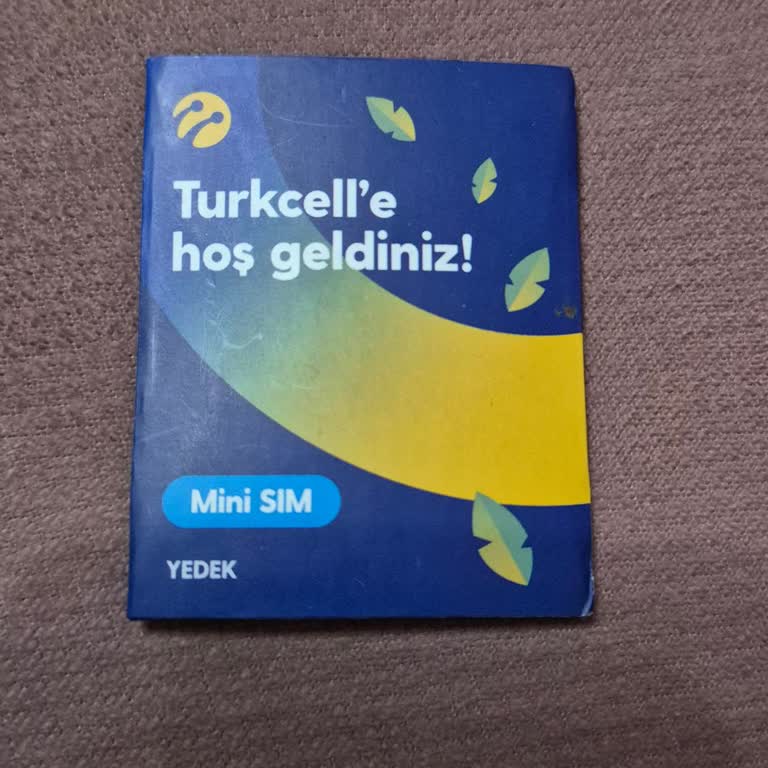 Turkcell'e
hoş geldiniz!
Mini SIM
YEDEK